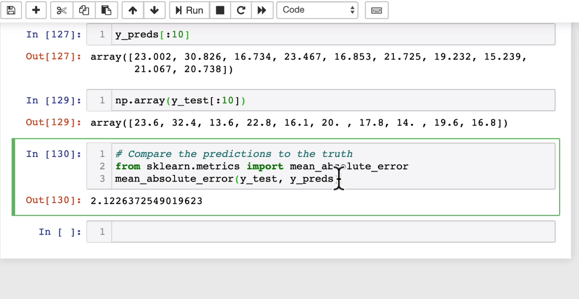 Run
Code
In [127]:
1 y_preds[:10]
Out[127]: array([23.002, 30.826, 16.734, 23.467, 16.853, 21.725, 19.232, 15.239,
21.067, 20.738])
In [129]:
1 np.array(y_test[:10])
Out[129]: array([23.6, 32.4, 13.6, 22.8, 16.1, 20. , 17.8, 14. , 19.6, 16.8])
In [130]:
1 # Compare the predictions to the truth
2 from sklearn.metrics import mean_absolute_error
3 mean_absolute_error(y_test, y_preds
Out[130]: 2.1226372549019623
In [ ]:
1